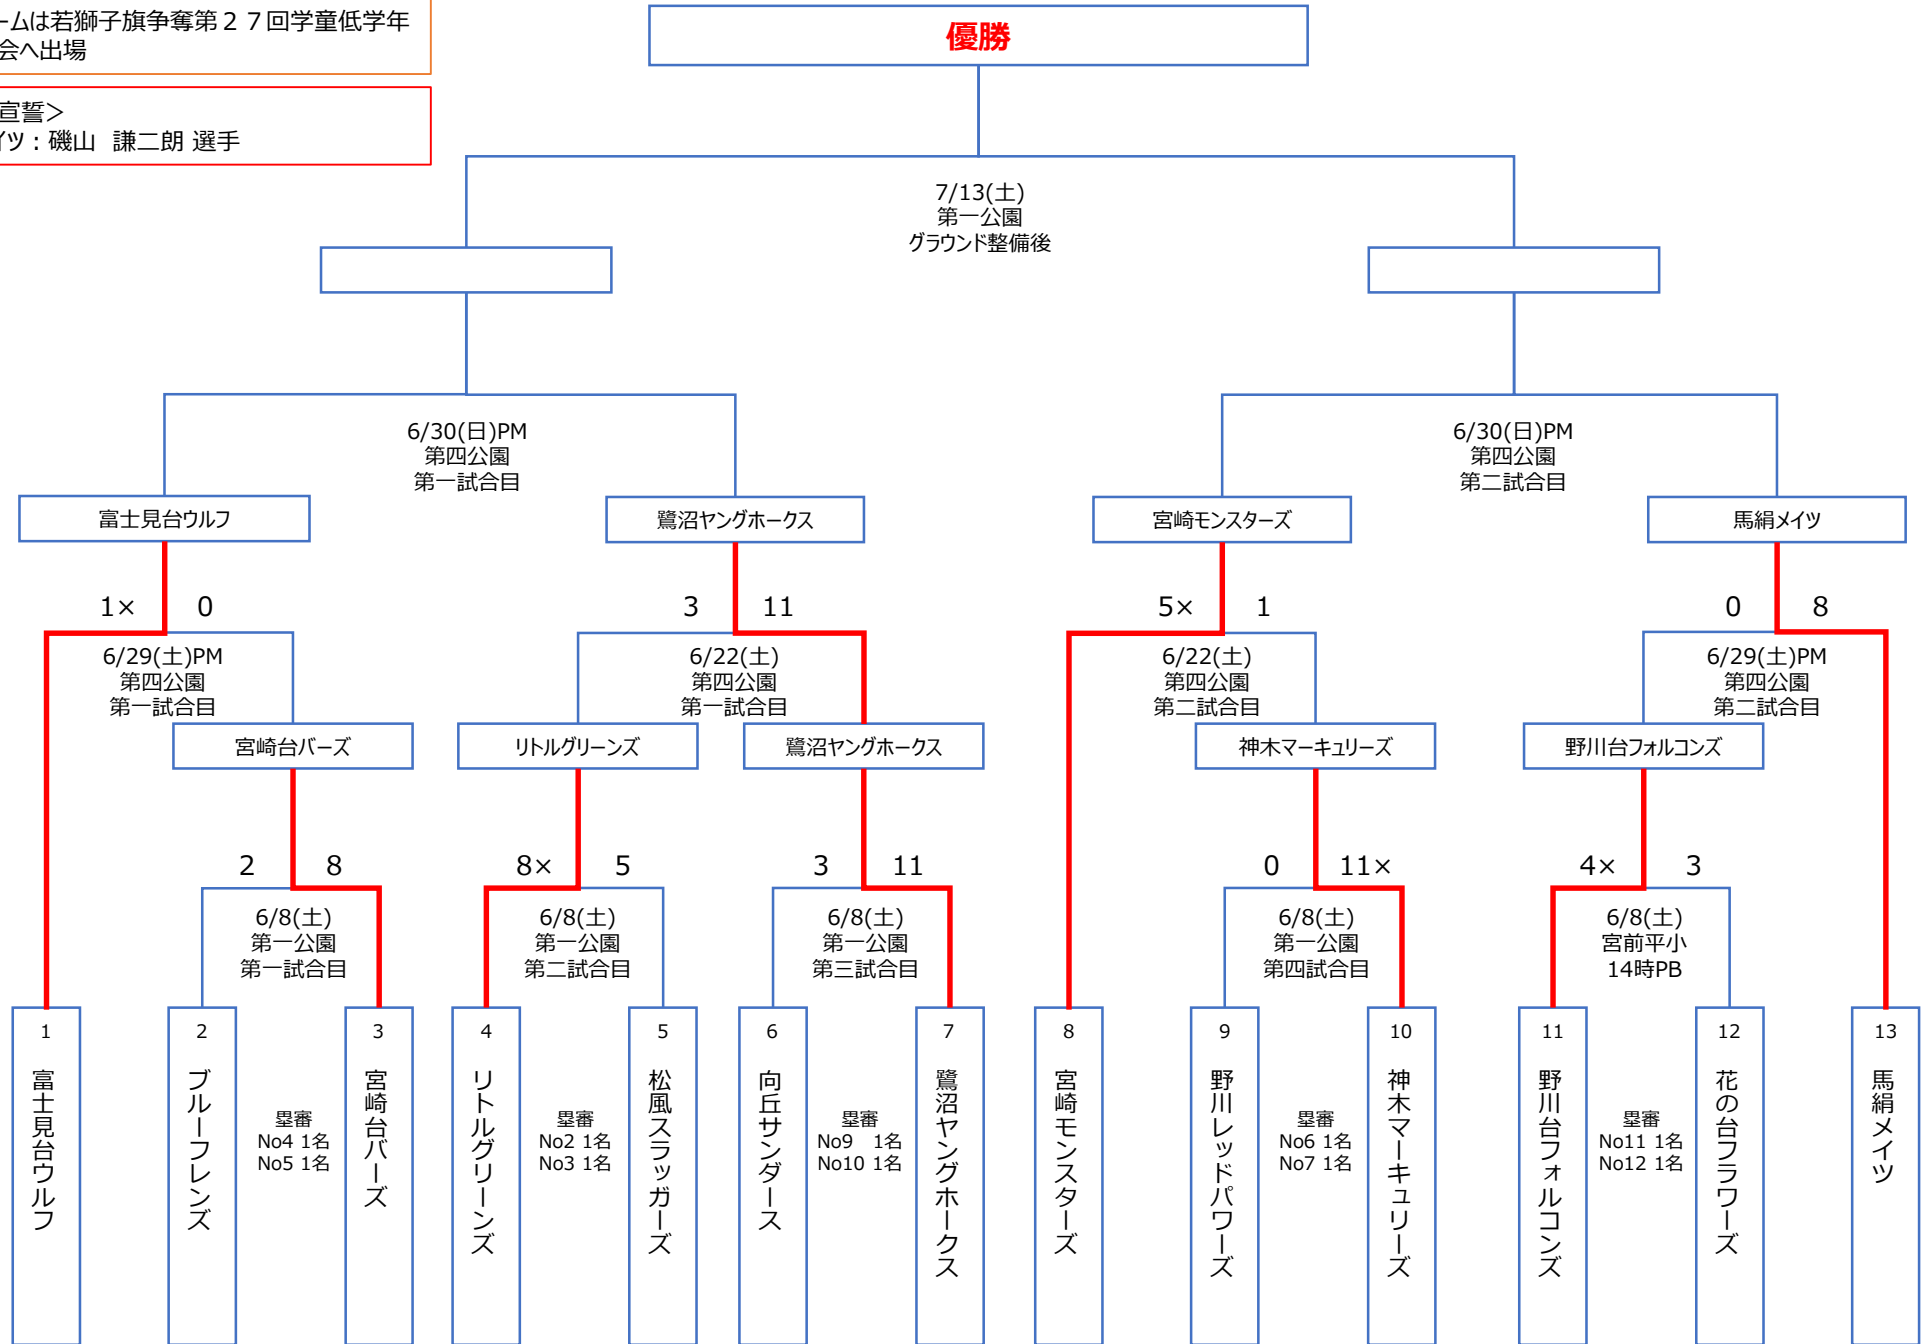 ームは若獅子旗争奪第２７回学童低学年
会へ出場
宣誓＞
イツ：磯山 謙二朗 選手
優勝
7/13(土)
第一公園
グラウンド整備後
6/30(日)PM
第四公園
第一試合目
6/30(日)PM
第四公園
第二試合目
富士見台ウルフ
鷺沼ヤングホークス
宮崎モンスターズ
馬絹メイツ
1× 0
3 11
5× 1
0 8
6/29(土)PM
第四公園
第一試合目
6/22(土)
第四公園
第一試合目
6/22(土)
第四公園
第二試合目
6/29(土)PM
第四公園
第二試合目
宮崎台バーズ
リトルグリーンズ
鷺沼ヤングホークス
神木マーキュリーズ
野川台フォルコンズ
2 8
8× 5
3 11
0 11×
4× 3
6/8(土)
第一公園
第一試合目
6/8(土)
第一公園
第二試合目
6/8(土)
第一公園
第三試合目
6/8(土)
第一公園
第四試合目
6/8(土)
宮前平小
14時PB
1
富士見台ウルフ
2
ブルーフレンズ
塁審
No4 1名
No5 1名
3
宮崎台バーズ
4
リトルグリーンズ
塁審
No2 1名
No3 1名
5
松風スラッガーズ
6
向丘サンダース
塁審
No9 1名
No10 1名
7
鷺沼ヤングホークス
8
宮崎モンスターズ
9
野川レッドパワーズ
塁審
No6 1名
No7 1名
10
神木マーキュリーズ
11
野川台フォルコンズ
塁審
No11 1名
No12 1名
12
花の台フラワーズ
13
馬絹メイツ